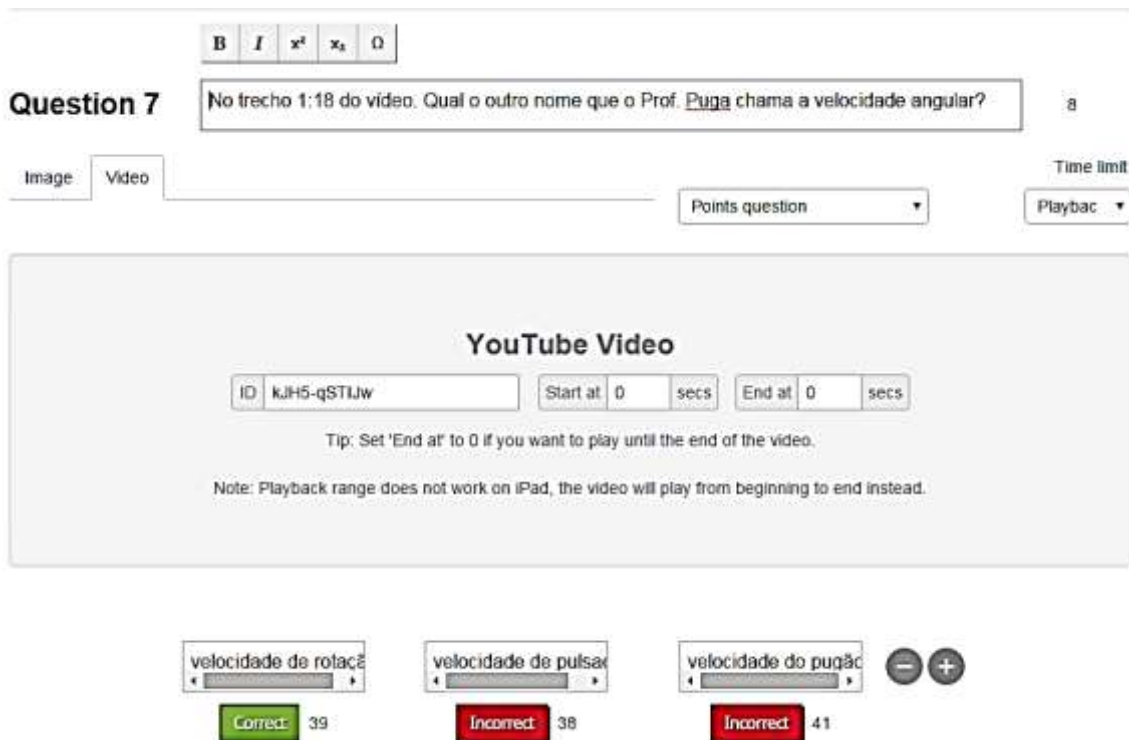 B I x² x₂ Ω
Question 7 No trecho 1:18 do vídeo. Qual o outro nome que o Prof. Puga chama a velocidade angular? 8
Image Video Time limit
Points question Playbac
YouTube Video
ID kJH5-qSTlJw Start at 0 secs End at 0 secs
Tip: Set 'End at' to 0 if you want to play until the end of the video.
Note: Playback range does not work on iPad, the video will play from beginning to end instead.
velocidade de rotaçã velocidade de pulsaç velocidade do pugão
Correct 39 Incorrect 38 Incorrect 41